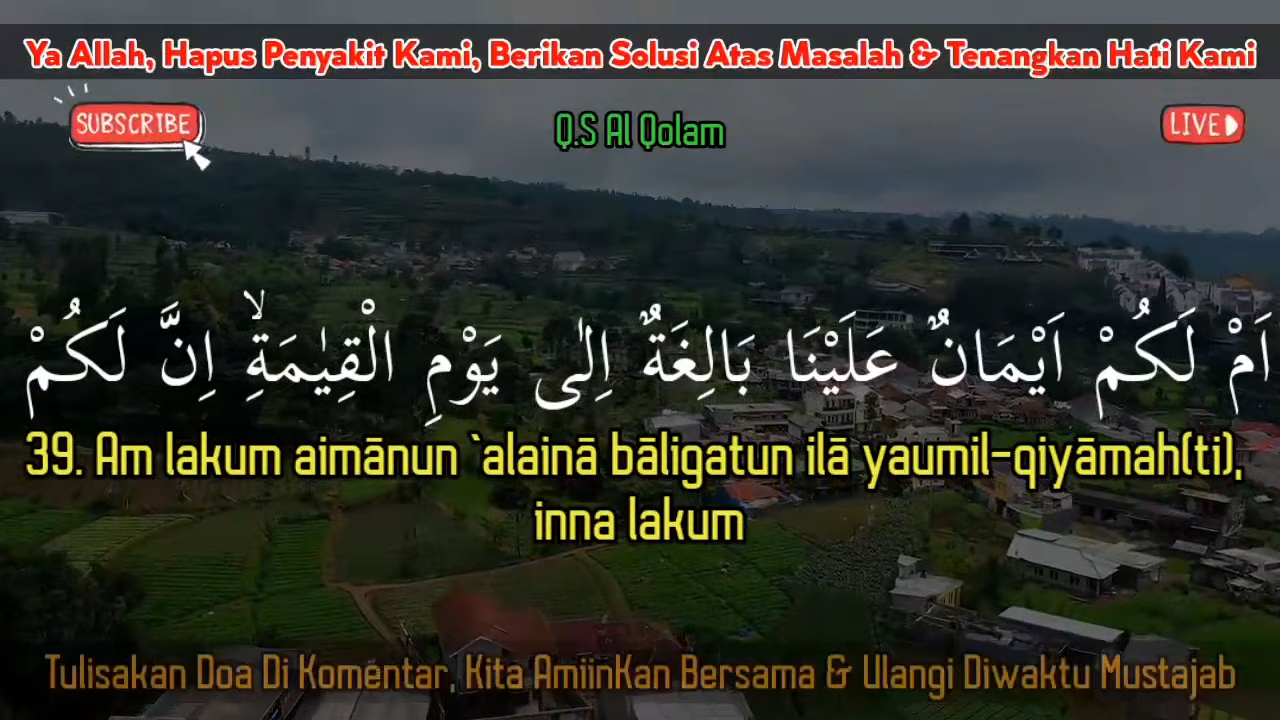 Ya Allah, Hapus Penyakit Kami, Berikan Solusi Atas Masalah & Tenangkan Hati Kami
SUBSCRIBE
Q.S Al Qolam
LIVE
اَمْ لَكُمْ اَيْمَانٌ عَلَيْنَا بَالِغَةٌ اِلٰى يَوْمِ الْقِيٰمَةِۙ اِنَّ لَكُمْ
39. Am lakum aimānun `alainā bāligatun ilā yaumil-qiyāmah(ti),
inna lakum
Tulisakan Doa Di Komentar, Kita AmiinKan Bersama & Ulangi Diwaktu Mustajab